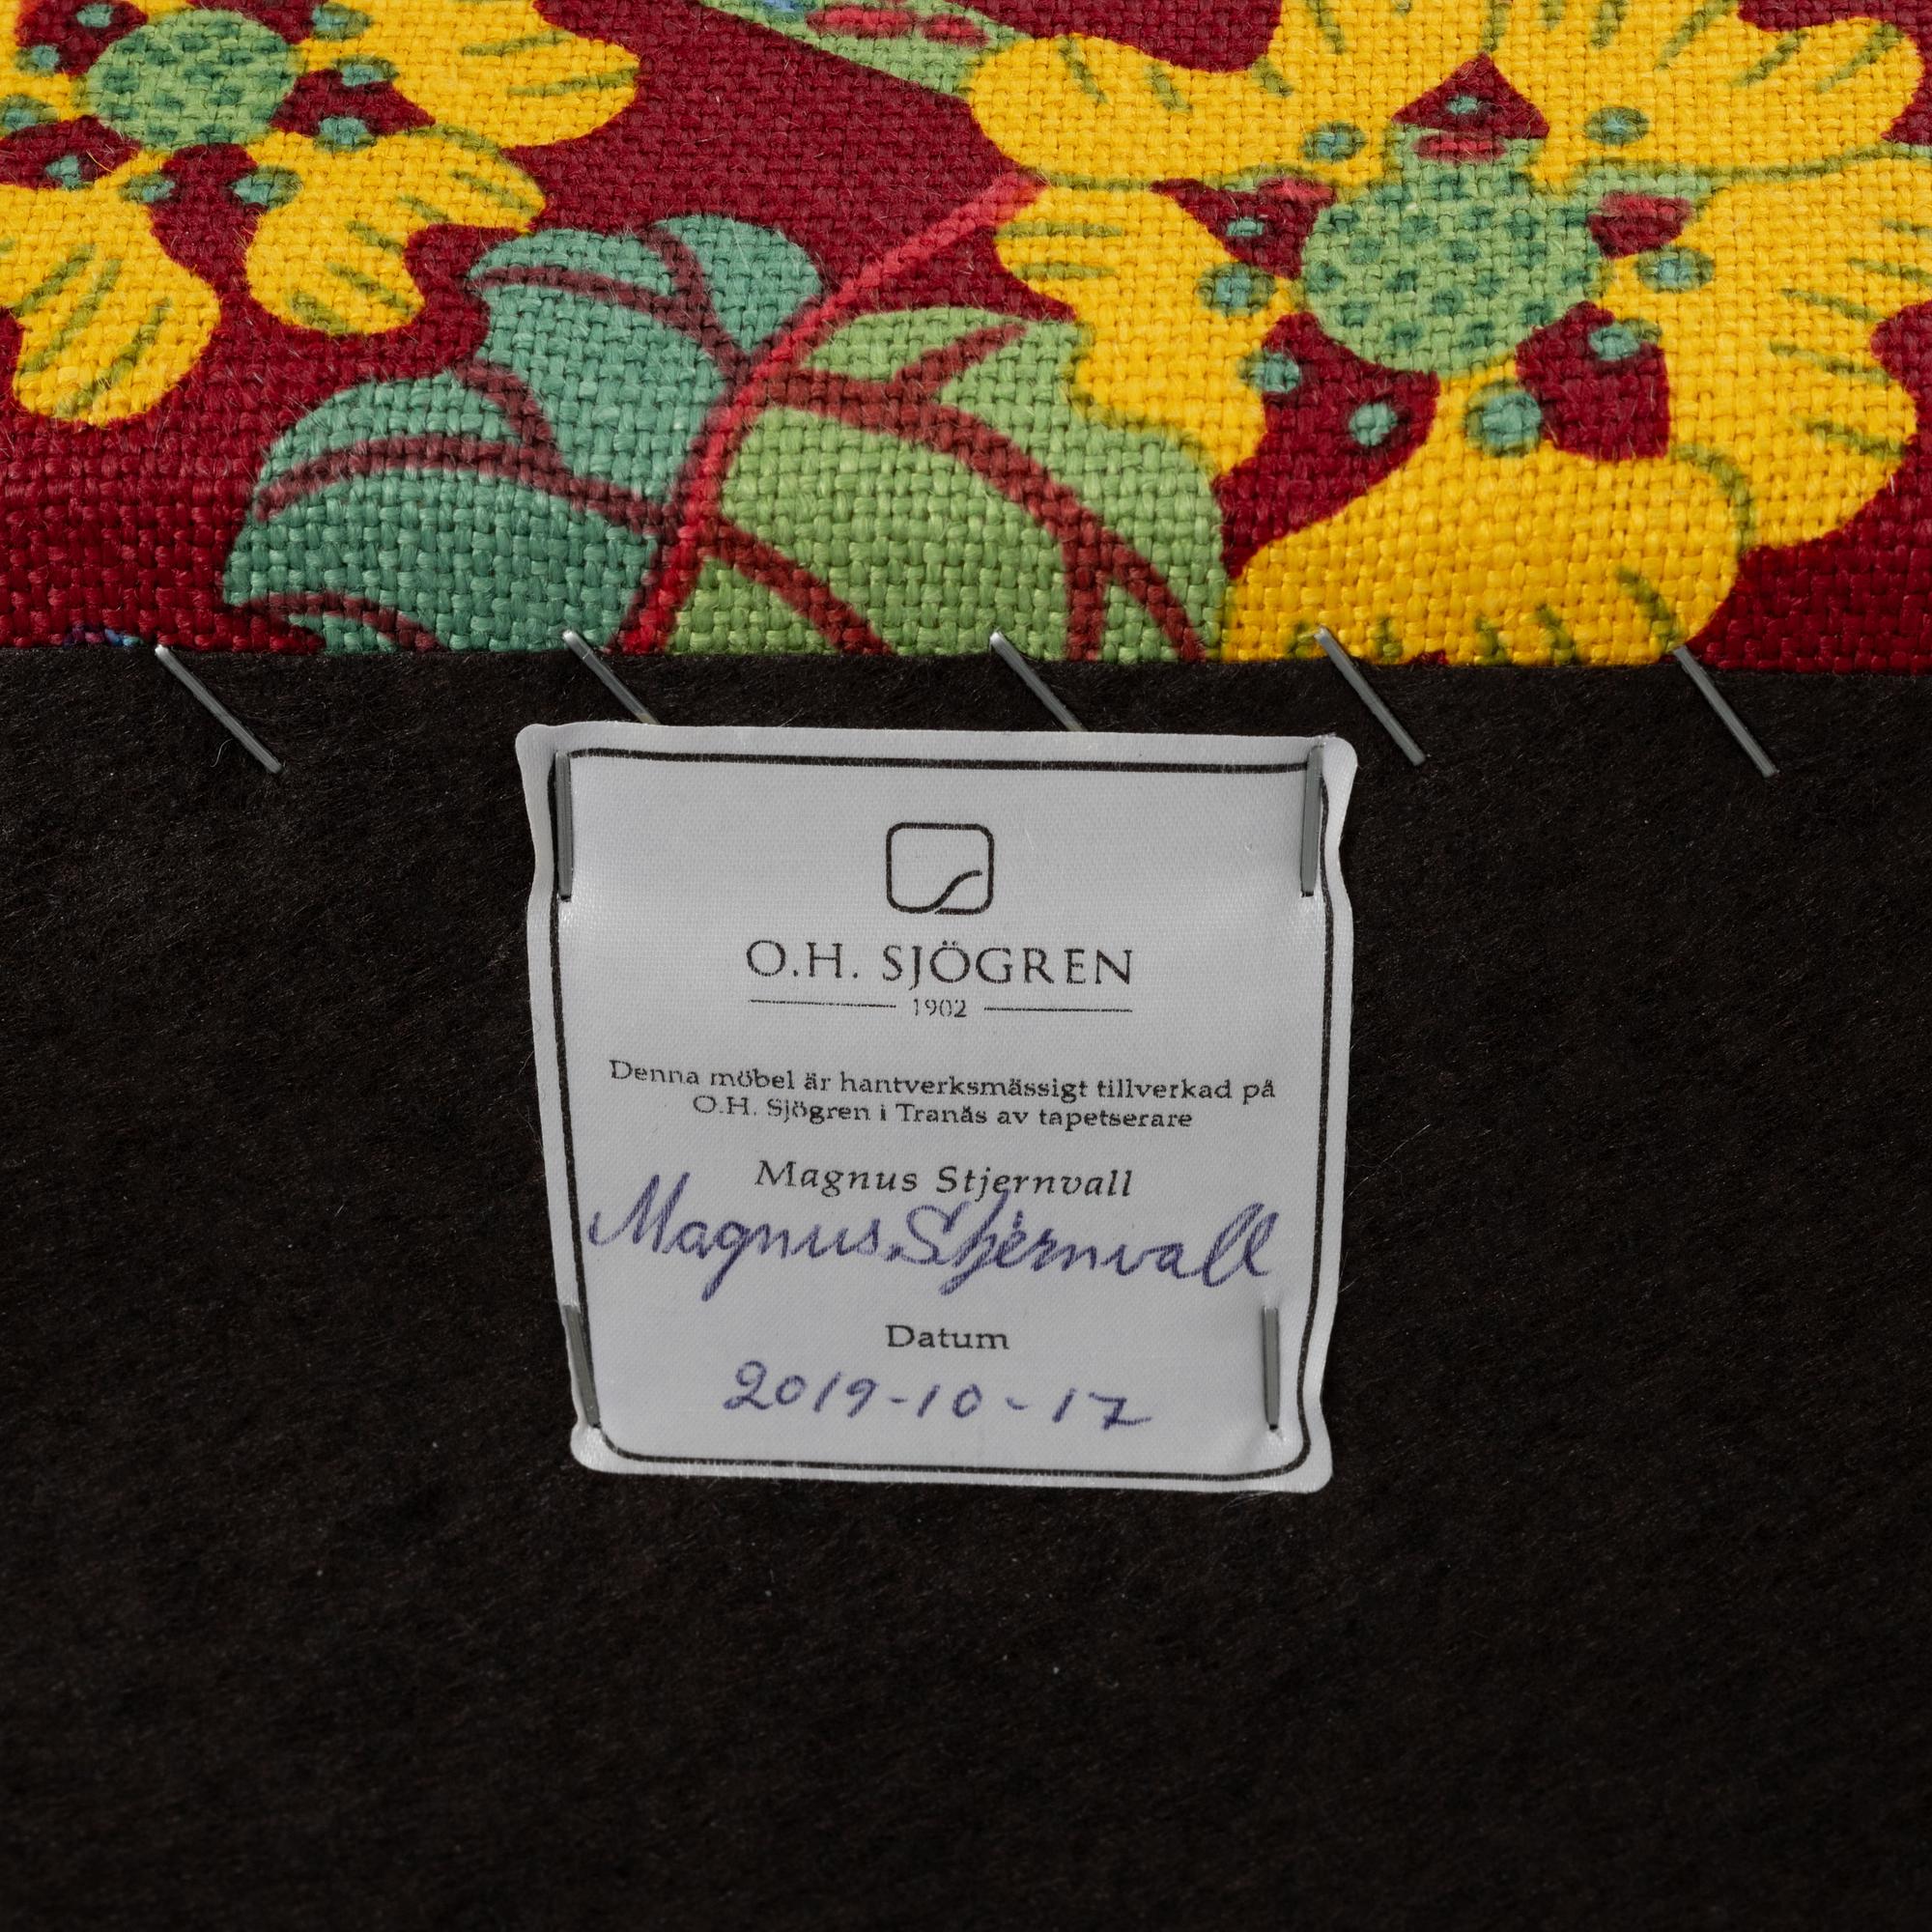 O.H. SJÖGREN
1902
Denna möbel är hantverksmässigt tillverkad på
O.H. Sjögren i Tranås av tapetserare
Magnus Stjernvall
Magnus Stjernvall
Datum
2019-10-17